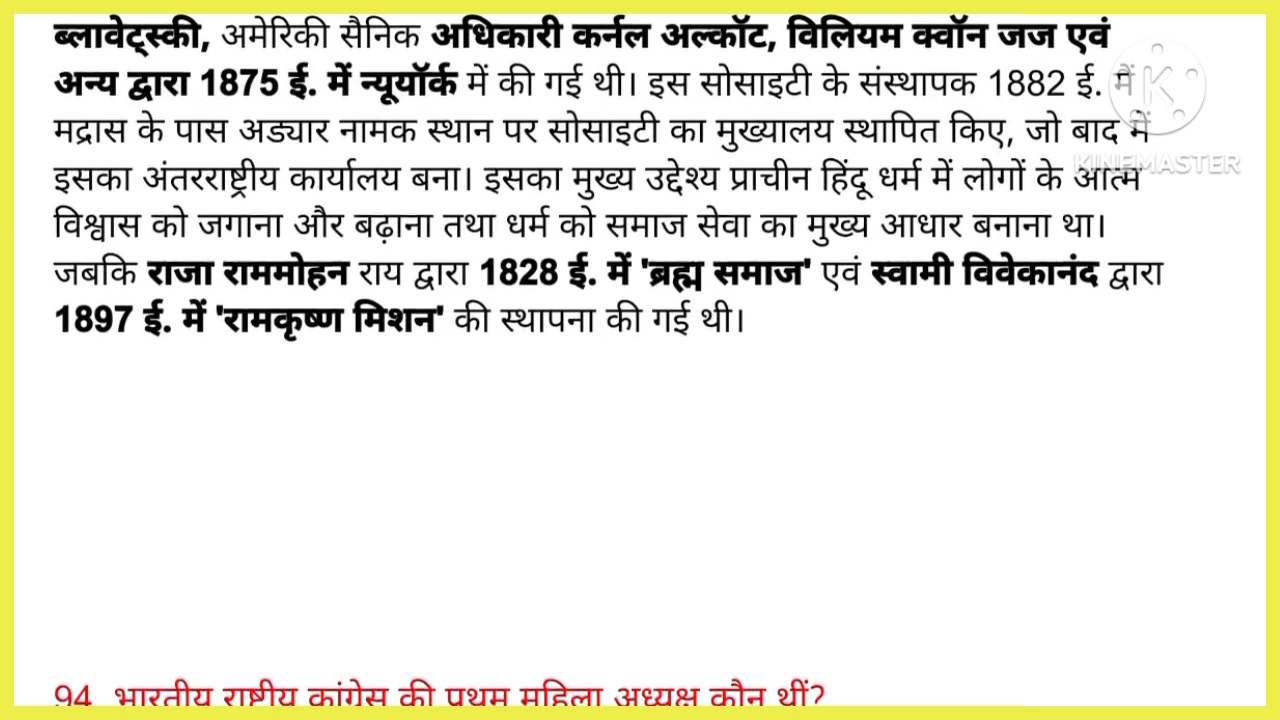 ब्लावेट्स्की, अमेरिकी सैनिक अधिकारी कर्नल अल्कॉट, विलियम क्वॉन जज एवं
अन्य द्वारा 1875 ई. में न्यूयॉर्क में की गई थी। इस सोसाइटी के संस्थापक 1882 ई. में
मद्रास के पास अड्यार नामक स्थान पर सोसाइटी का मुख्यालय स्थापित किए, जो बाद में
इसका अंतरराष्ट्रीय कार्यालय बना। इसका मुख्य उद्देश्य प्राचीन हिंदू धर्म में लोगों के आत्म
विश्वास को जगाना और बढ़ाना तथा धर्म को समाज सेवा का मुख्य आधार बनाना था।
जबकि राजा राममोहन राय द्वारा 1828 ई. में 'ब्रह्म समाज' एवं स्वामी विवेकानंद द्वारा
1897 ई. में 'रामकृष्ण मिशन' की स्थापना की गई थी।
94. भारतीय राष्ट्रीय कांग्रेस की प्रथम महिला अध्यक्ष कौन थीं?
K
KINEMASTER